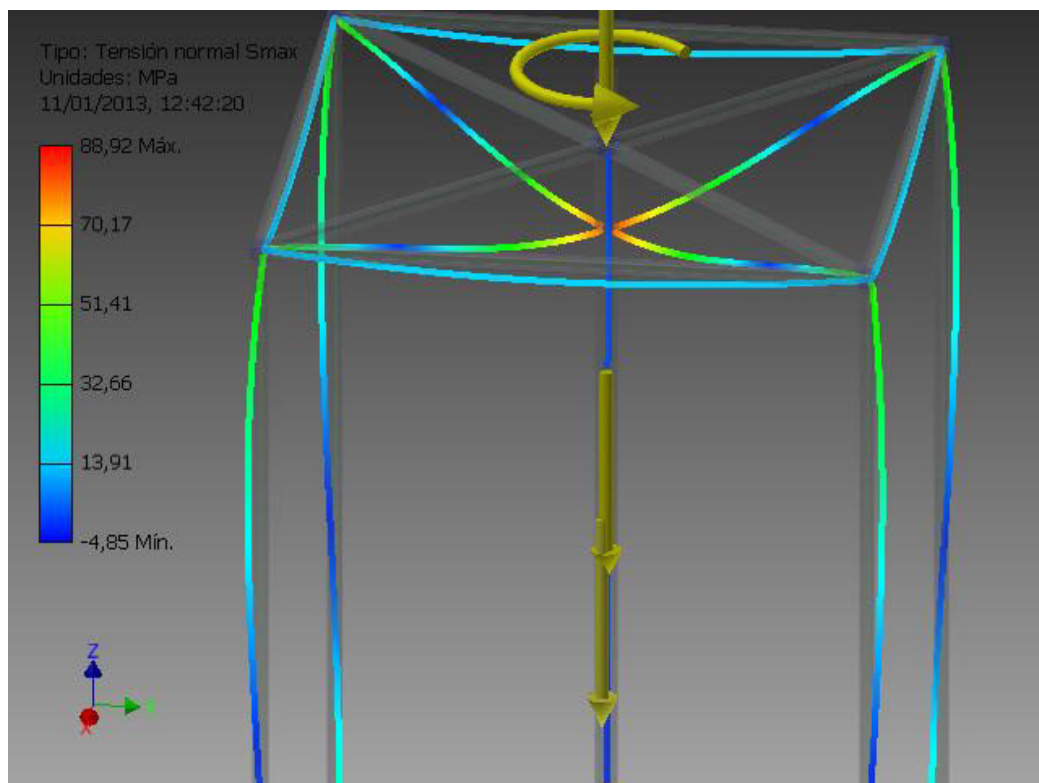 Tipo: Tensión normal Smax
Unidades: MPa
11/01/2013, 12:42:20
88,92 Máx.
70,17
51,41
32,66
13,91
-4,85 Mín.
Z
X